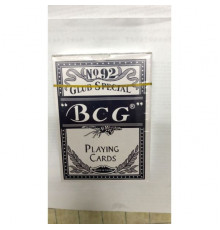 No 92
Club Special
"BCG®"
Playing
Cards